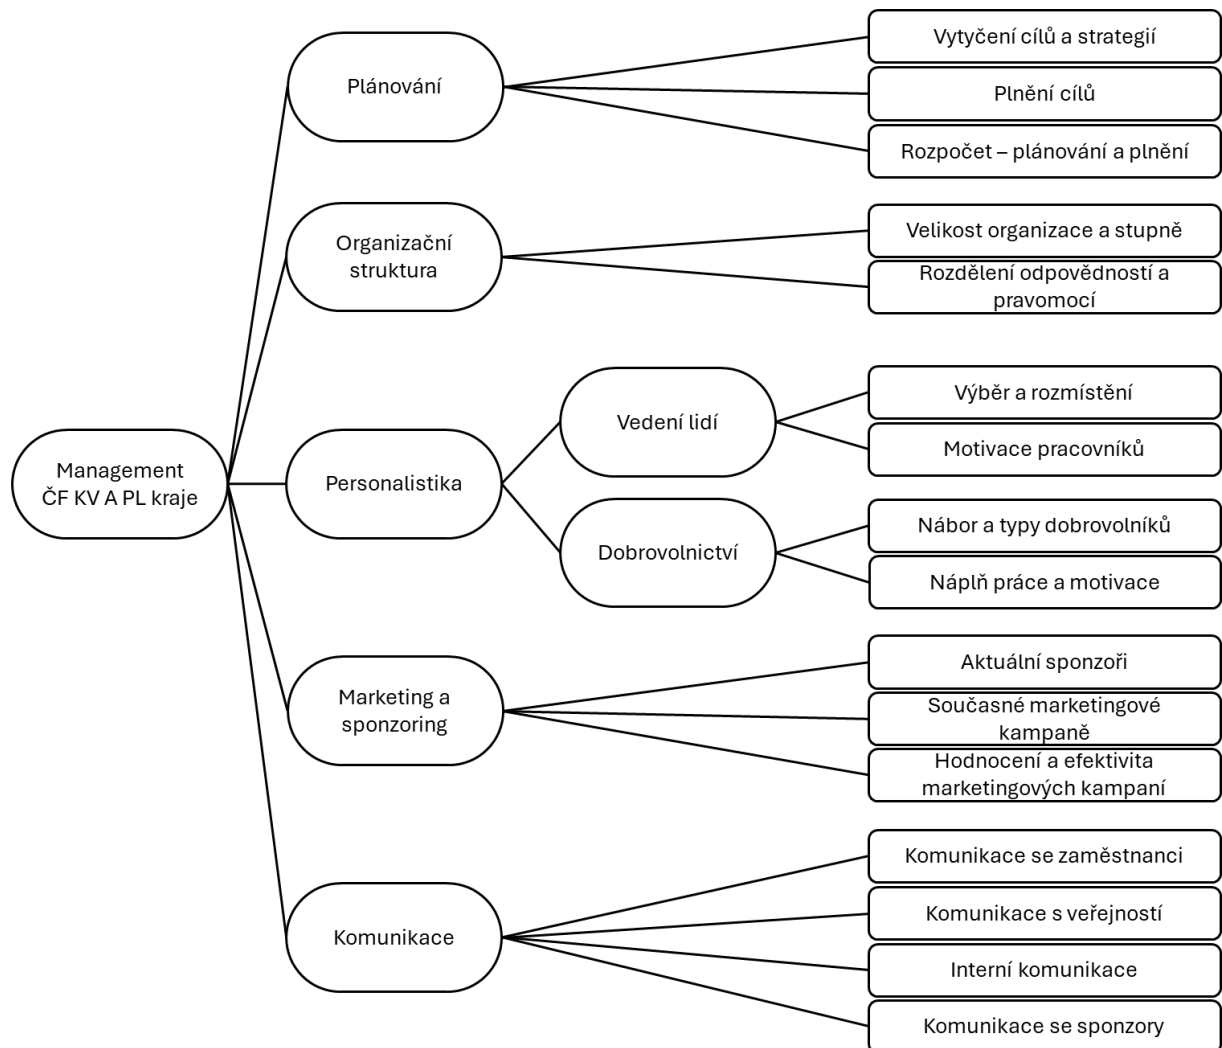 Management
ČF KV A PL kraje
Plánování
Vytyčení cílů a strategií
Plnění cílů
Rozpočet – plánování a plnění
Organizační
struktura
Velikost organizace a stupně
Rozdělení odpovědností a
pravomocí
Personalistika
Vedení lidí
Výběr a rozmístění
Motivace pracovníků
Dobrovolnictví
Nábor a typy dobrovolníků
Náplň práce a motivace
Marketing a
sponzoring
Aktuální sponzoři
Současné marketingové
kampaně
Hodnocení a efektivita
marketingových kampaní
Komunikace
Komunikace se zaměstnanci
Komunikace s veřejností
Interní komunikace
Komunikace se sponzory